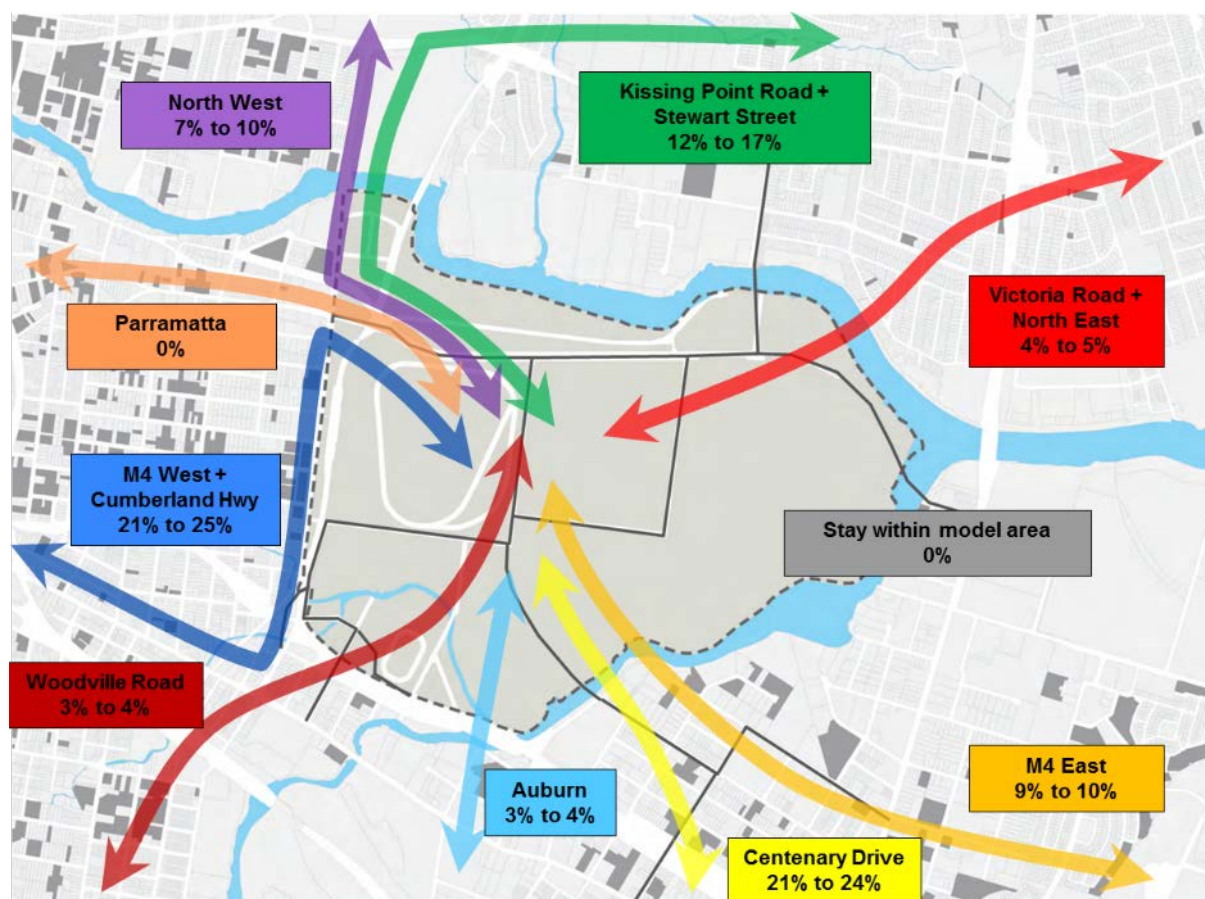 North West
7% to 10%
Kissing Point Road +
Stewart Street
12% to 17%
Parramatta
0%
Victoria Road +
North East
4% to 5%
M4 West +
Cumberland Hwy
21% to 25%
Stay within model area
0%
Woodville Road
3% to 4%
Auburn
3% to 4%
M4 East
9% to 10%
Centenary Drive
21% to 24%